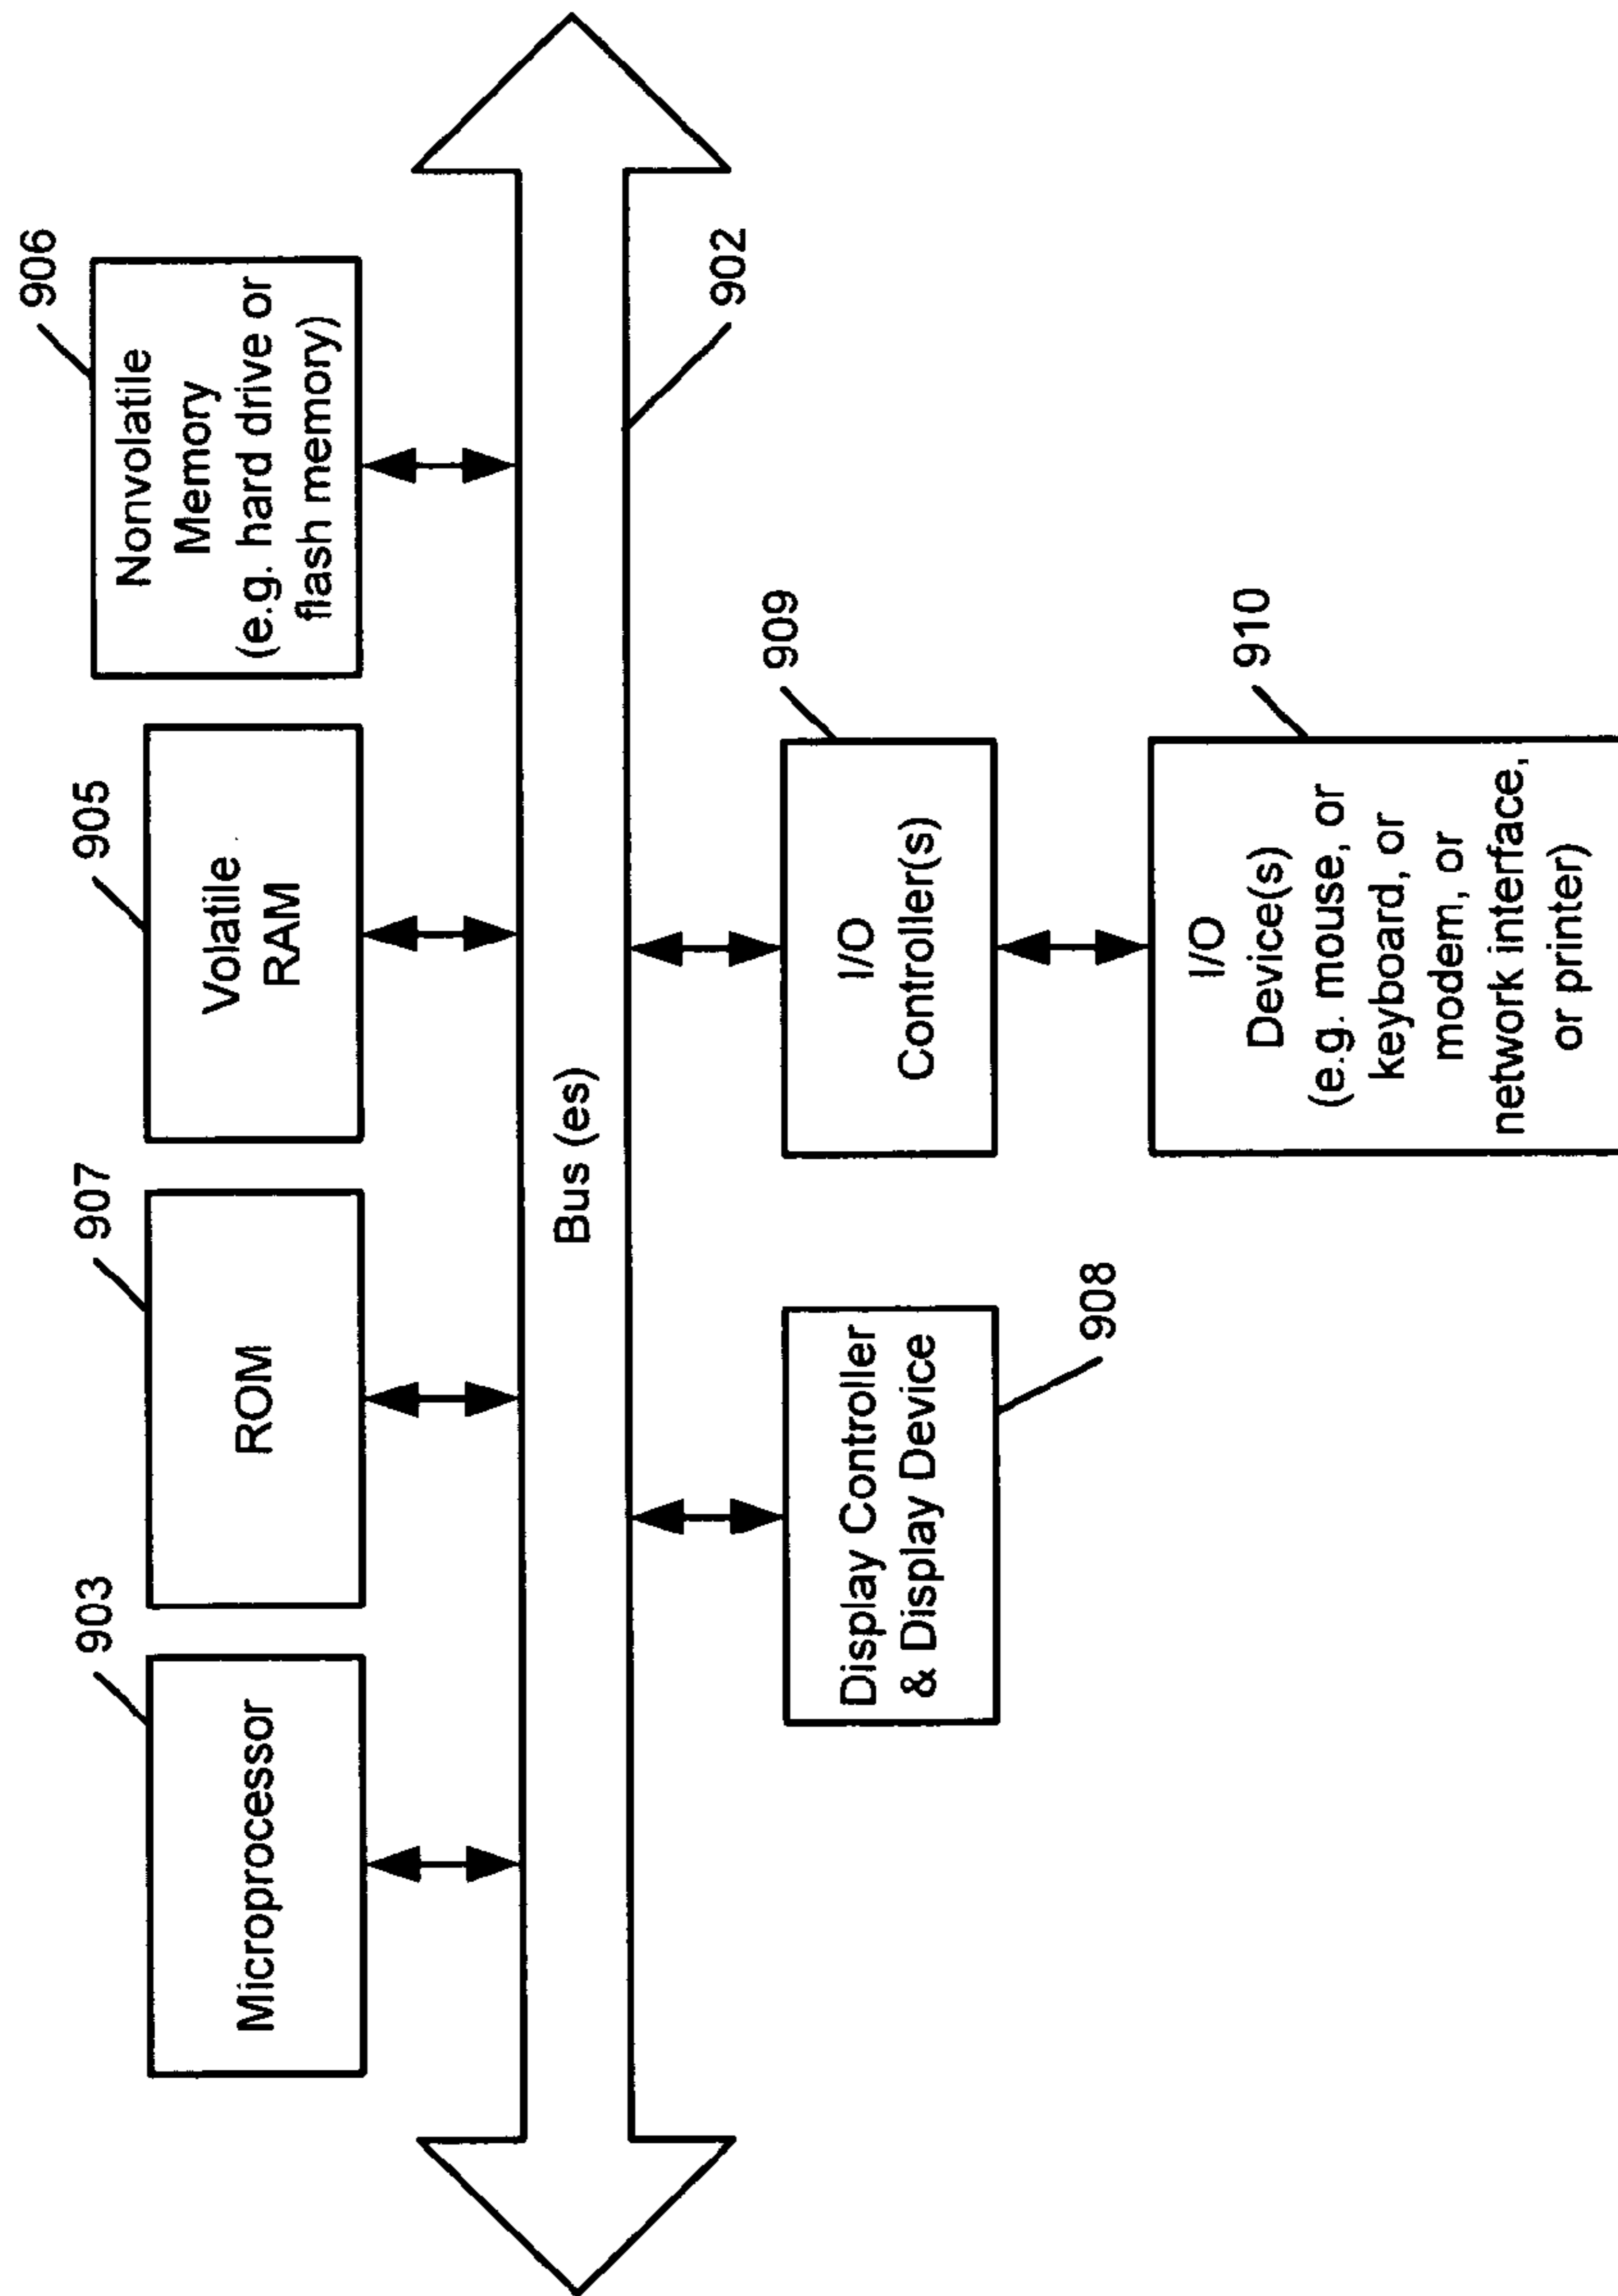 903
Microprocessor
907
ROM
905
Volatile
RAM
906
Nonvolatile
Memory
(e.g. hard drive or
flash memory)
Bus (es)
902
Display Controller
& Display Device
908
I/O
Controller(s)
909
I/O
Device(s)
(e.g. mouse, or
keyboard, or
modem, or
network interface,
or printer)
910